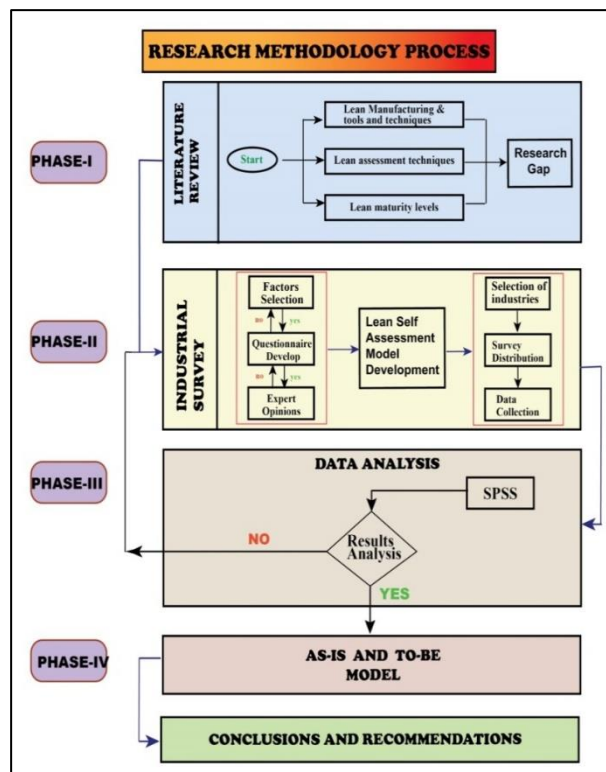 RESEARCH METHODOLOGY PROCESS
PHASE-I
LITERATURE
REVIEW
Start
Lean Manufacturing &
tools and techniques
Lean assessment techniques
Lean maturity levels
Research
Gap
PHASE-II
INDUSTRIAL
SURVEY
Factors
Selection
no
yes
Questionnaire
Develop
no
yes
Expert
Opinions
Lean Self
Assessment
Model
Development
Selection of
industries
Survey
Distribution
Data
Collection
PHASE-III
DATA ANALYSIS
SPSS
Results
Analysis
NO
YES
PHASE-IV
AS-IS AND TO-BE
MODEL
CONCLUSIONS AND RECOMMENDATIONS